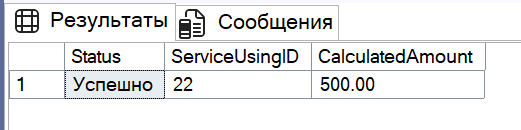 Результаты Сообщения
Status ServiceUsingID CalculatedAmount
1 Успешно 22 500.00